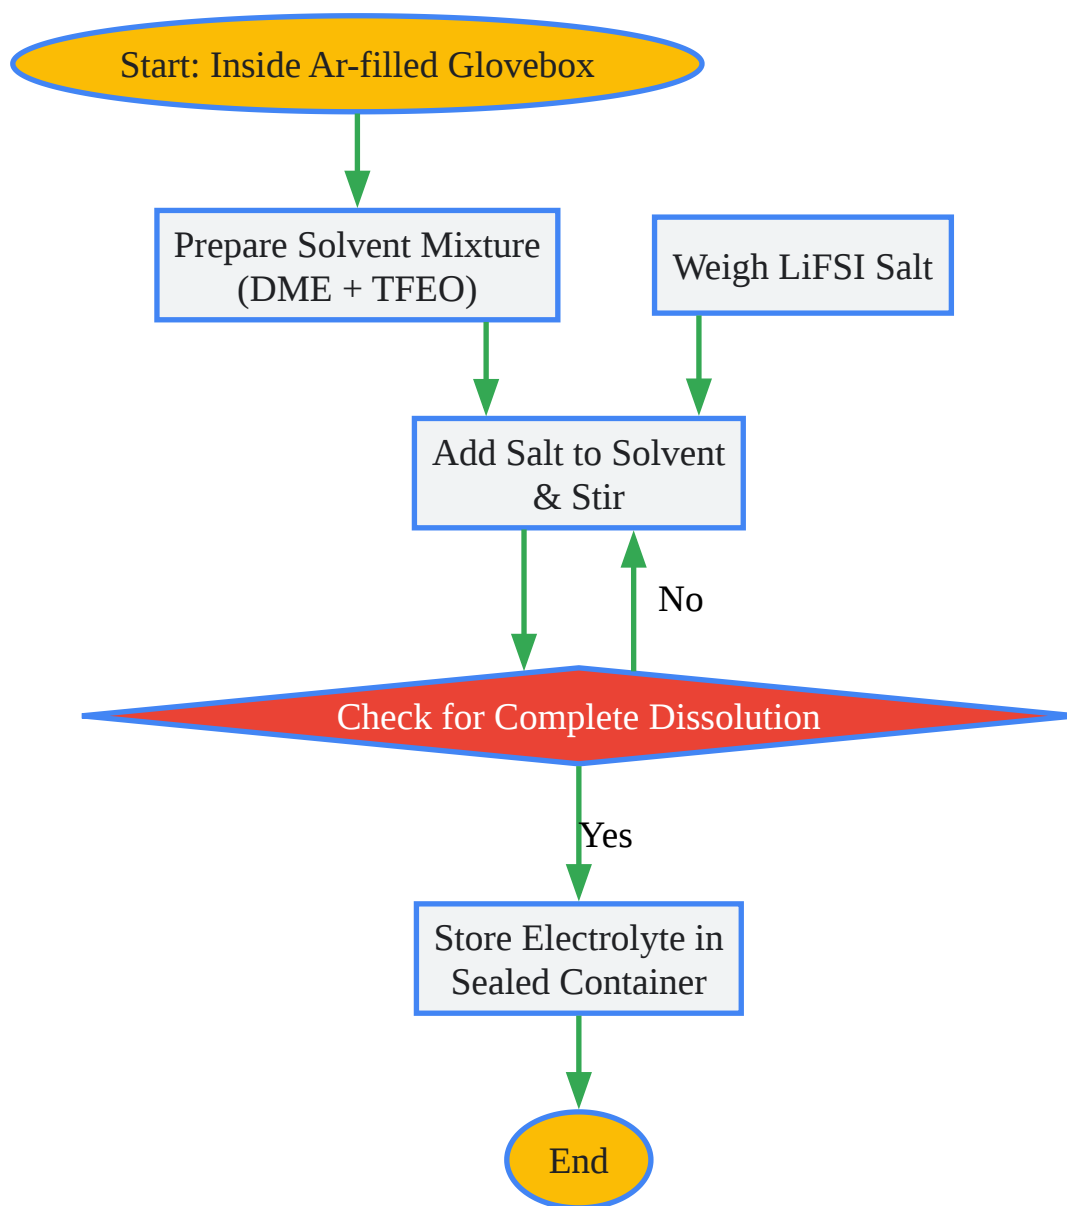 Start: Inside Ar-filled Glovebox
Prepare Solvent Mixture
(DME + TFEO)
Weigh LiFSI Salt
Add Salt to Solvent
& Stir
No
Check for Complete Dissolution
Yes
Store Electrolyte in
Sealed Container
End